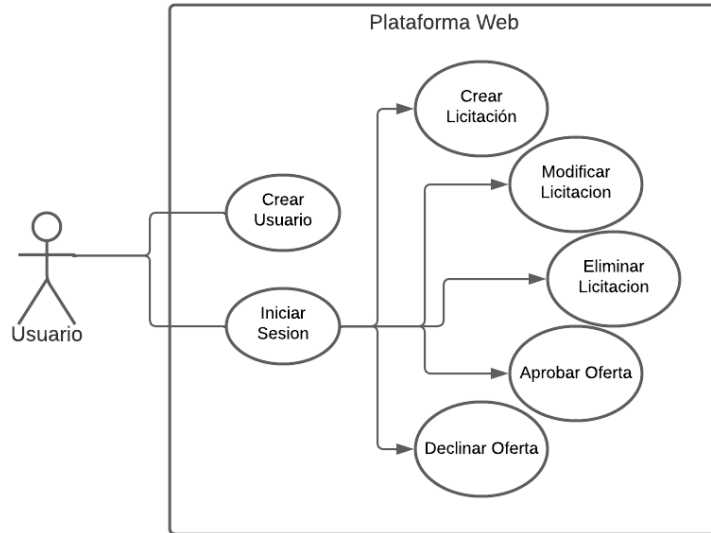 Plataforma Web
Crear
Licitación
Modificar
Licitacion
Crear
Usuario
Eliminar
Licitacion
Iniciar
Sesion
Usuario
Aprobar Oferta
Declinar Oferta